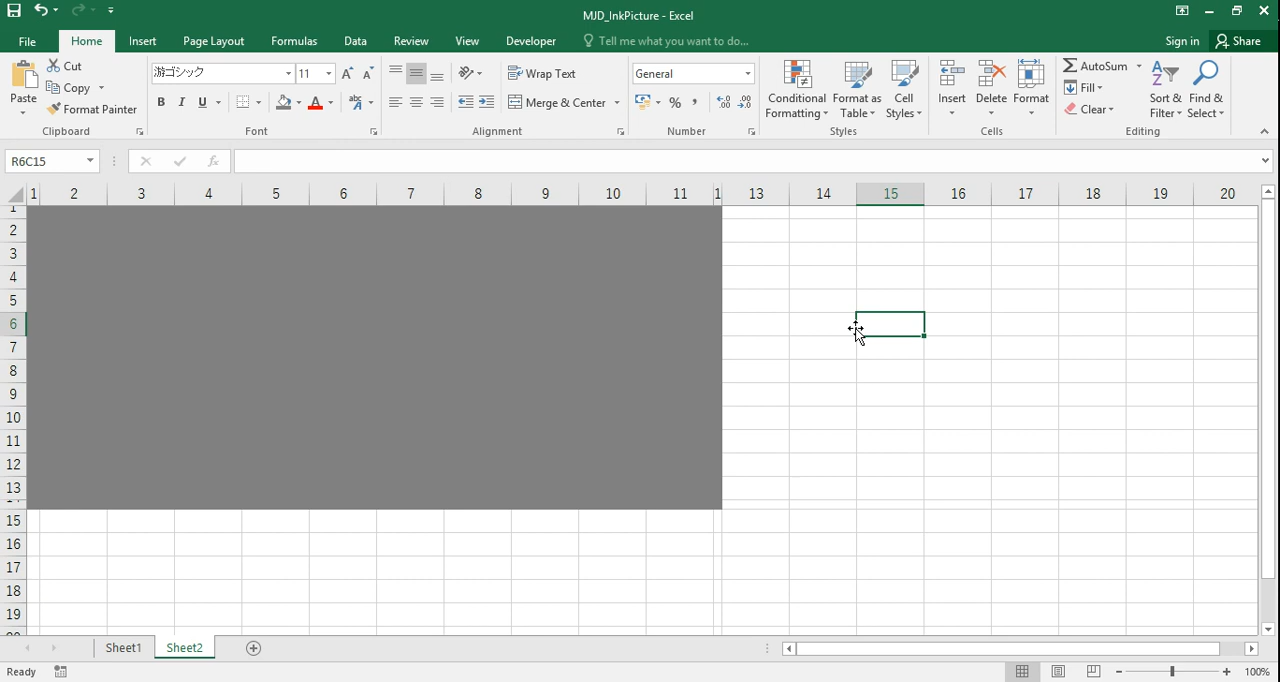 MJD_InkPicture - Excel
File Home Insert Page Layout Formulas Data Review View Developer Tell me what you want to do... Sign in Share
Paste Cut Copy Format Painter Clipboard
游ゴシック 11 B I U A Font
Wrap Text Merge & Center Alignment
General % , Number
Conditional Formatting Format as Table Cell Styles Styles
Insert Delete Format Cells
AutoSum Fill Clear Sort & Filter Find & Select Editing
R6C15 fx
1 2 3 4 5 6 7 8 9 10 11 1 13 14 15 16 17 18 19 20
1
2
3
4
5
6
7
8
9
10
11
12
13
15
16
17
18
19
Sheet1 Sheet2
Ready 100%